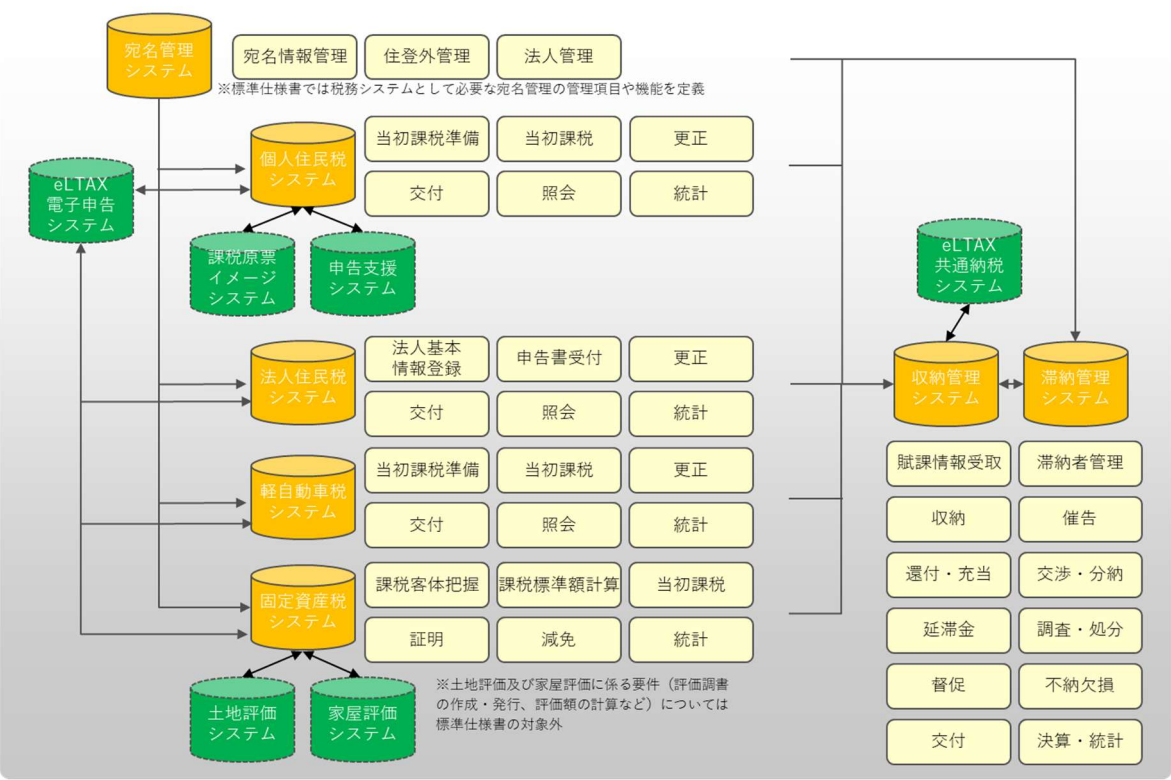 宛名管理
システム
宛名情報管理
住登外管理
法人管理
※標準仕様書では税務システムとして必要な宛名管理の管理項目や機能を定義
個人住民税
システム
当初課税準備
当初課税
更正
交付
照会
統計
eLTAX
電子申告
システム
課税原票
イメージ
システム
申告支援
システム
eLTAX
共通納税
システム
法人住民税
システム
法人基本
情報登録
申告書受付
更正
交付
照会
統計
収納管理
システム
滞納管理
システム
軽自動車税
システム
当初課税準備
当初課税
更正
交付
照会
統計
固定資産税
システム
課税客体把握
課税標準額計算
当初課税
証明
減免
統計
土地評価
システム
家屋評価
システム
※土地評価及び家屋評価に係る要件（評価調書
の作成・発行、評価額の計算など）については
標準仕様書の対象外
賦課情報受取
滞納者管理
収納
催告
還付・充当
交渉・分納
延滞金
調査・処分
督促
不納欠損
交付
決算・統計